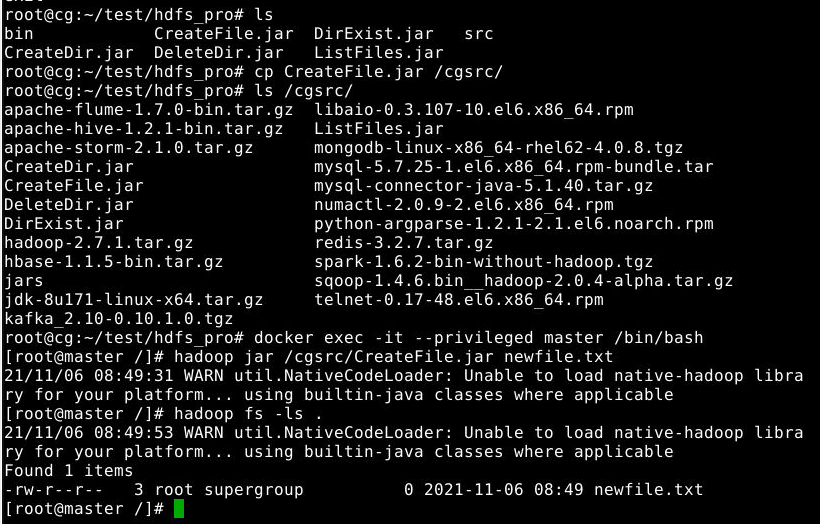 root@cg:~/test/hdfs_pro# ls
bin            CreateFile.jar  DirExist.jar   src
CreateDir.jar  DeleteDir.jar   ListFiles.jar
root@cg:~/test/hdfs_pro# cp CreateFile.jar /cgsrc/
root@cg:~/test/hdfs_pro# ls /cgsrc/
apache-flume-1.7.0-bin.tar.gz  libaio-0.3.107-10.el6.x86_64.rpm
apache-hive-1.2.1-bin.tar.gz   ListFiles.jar
apache-storm-2.1.0.tar.gz      mongodb-linux-x86_64-rhel62-4.0.8.tgz
CreateDir.jar                  mysql-5.7.25-1.el6.x86_64.rpm-bundle.tar
CreateFile.jar                 mysql-connector-java-5.1.40.tar.gz
DeleteDir.jar                  numactl-2.0.9-2.el6.x86_64.rpm
DirExist.jar                   python-argparse-1.2.1-2.1.el6.noarch.rpm
hadoop-2.7.1.tar.gz            redis-3.2.7.tar.gz
hbase-1.1.5-bin.tar.gz         spark-1.6.2-bin-without-hadoop.tgz
jars                           sqoop-1.4.6.bin__hadoop-2.0.4-alpha.tar.gz
jdk-8u171-linux-x64.tar.gz     telnet-0.17-48.el6.x86_64.rpm
kafka_2.10-0.10.1.0.tgz
root@cg:~/test/hdfs_pro# docker exec -it --privileged master /bin/bash
[root@master /]# hadoop jar /cgsrc/CreateFile.jar newfile.txt
21/11/06 08:49:31 WARN util.NativeCodeLoader: Unable to load native-hadoop libra
ry for your platform... using builtin-java classes where applicable
[root@master /]# hadoop fs -ls .
21/11/06 08:49:53 WARN util.NativeCodeLoader: Unable to load native-hadoop libra
ry for your platform... using builtin-java classes where applicable
Found 1 items
-rw-r--r--   3 root supergroup          0 2021-11-06 08:49 newfile.txt
[root@master /]#